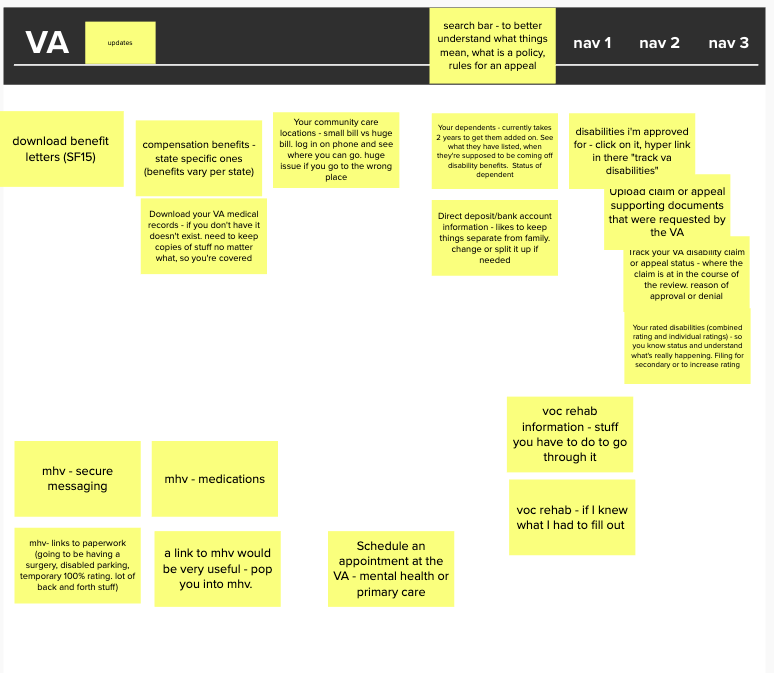 VA
updates
search bar - to better
understand what things
mean, what is a policy,
rules for an appeal
nav 1
nav 2
nav 3
download benefit
letters (SF15)
compensation benefits -
state specific ones
(benefits vary per state)
Your community care
locations - small bill vs huge
bill. log in on phone and see
where you can go. huge
issue if you go to the wrong
place
Your dependents - currently takes
2 years to get them added on. See
what they have listed, when
they're supposed to be coming off
disability benefits. Status of
dependent
disabilities i'm approved
for - click on it, hyper link
in there "track va
disabilities"
Download your VA medical
records - if you don't have it
doesn't exist. need to keep
copies of stuff no matter
what, so you're covered
Direct deposit/bank account
information - likes to keep
things separate from family.
change or split it up if
needed
Upload claim or appeal
supporting documents
that were requested by
the VA
Track your VA disability claim
or appeal status - where the
claim is at in the course of
the review. reason of
approval or denial
Your rated disabilities (combined
rating and individual ratings) - so
you know status and understand
what's really happening. Filing for
secondary or to increase rating
voc rehab
information - stuff
you have to do to go
through it
mhv - secure
messaging
mhv - medications
voc rehab - if I knew
what I had to fill out
mhv- links to paperwork
(going to be having a
surgery, disabled parking,
temporary 100% rating. lot of
back and forth stuff)
a link to mhv would
be very useful - pop
you into mhv.
Schedule an
appointment at the
VA - mental health or
primary care